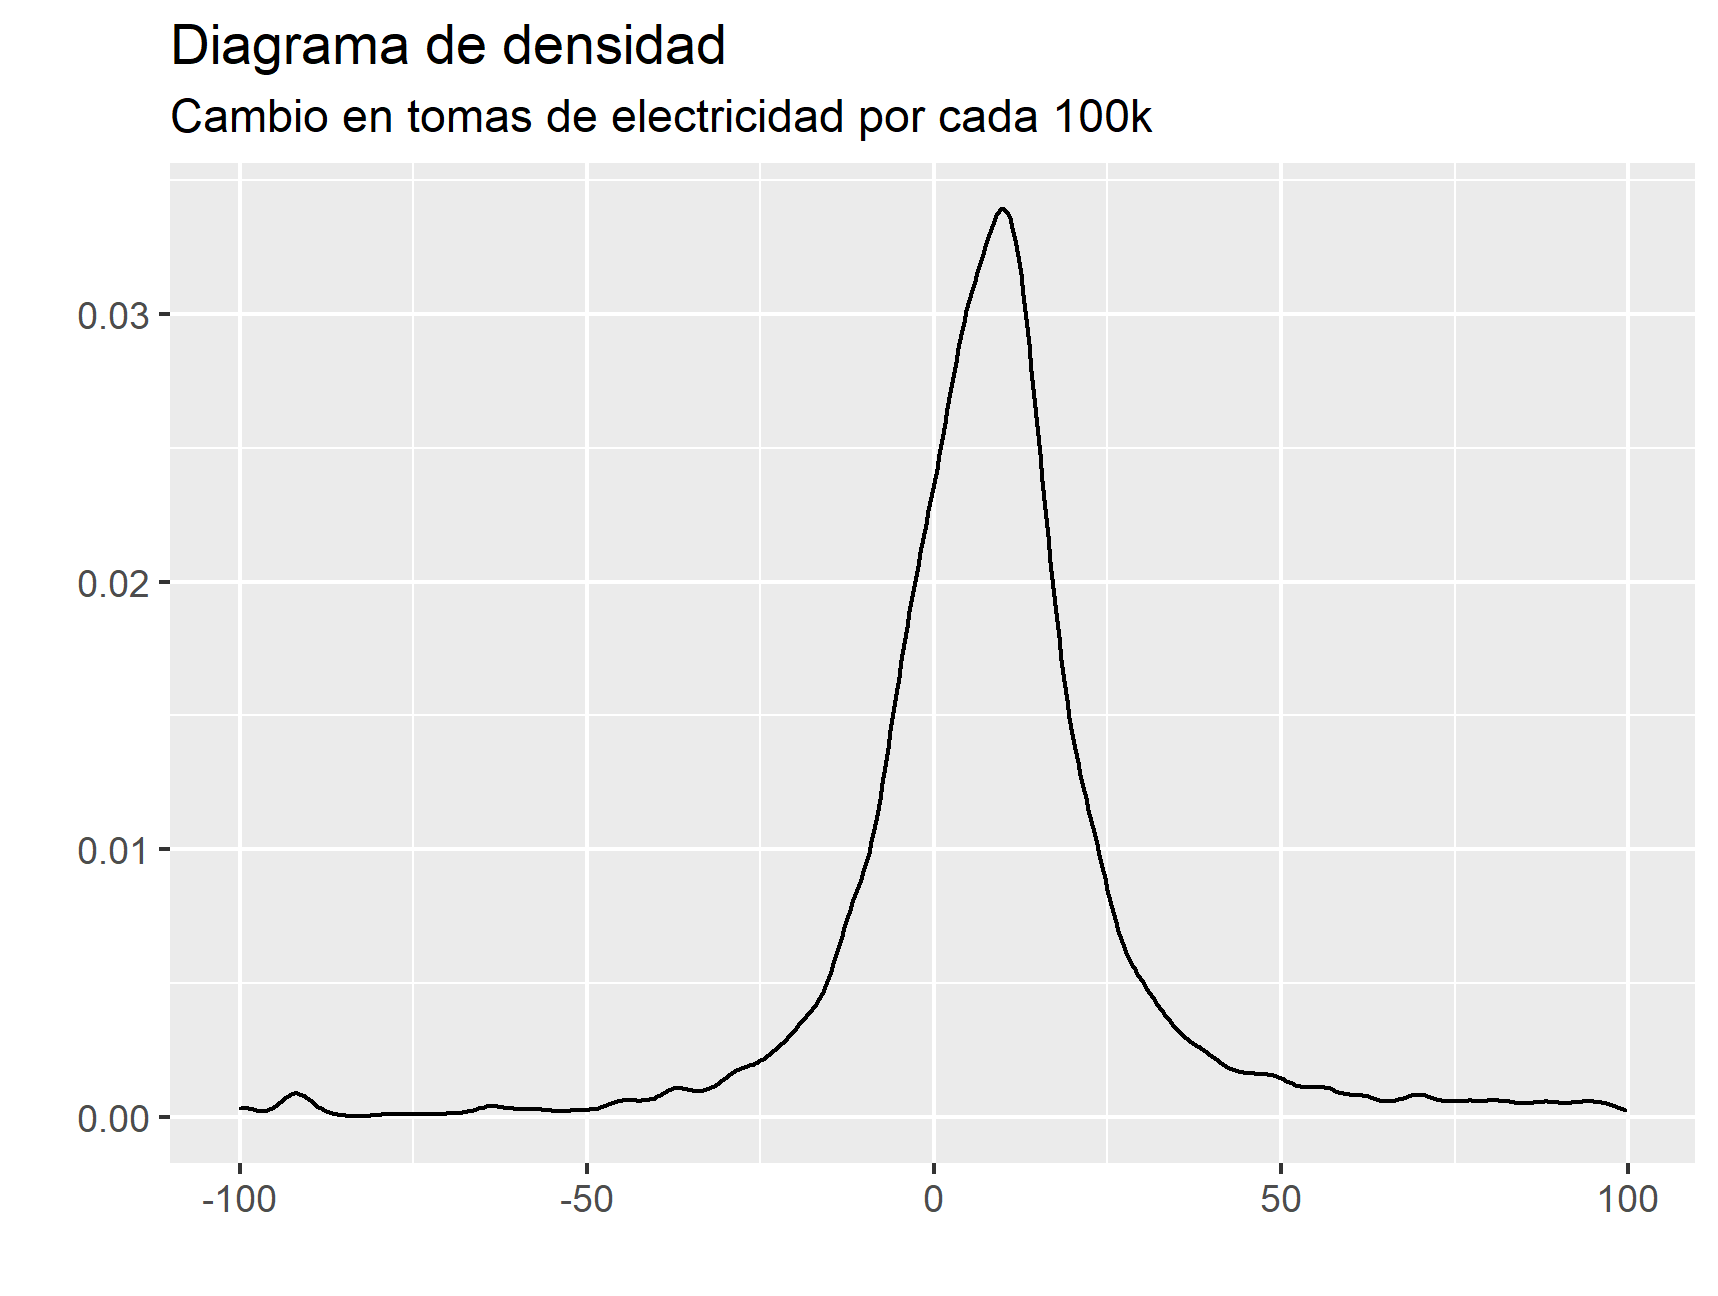 Diagrama de densidad
Cambio en tomas de electricidad por cada 100k
0.03
0.02
0.01
0.00
-100 -50 0 50 100